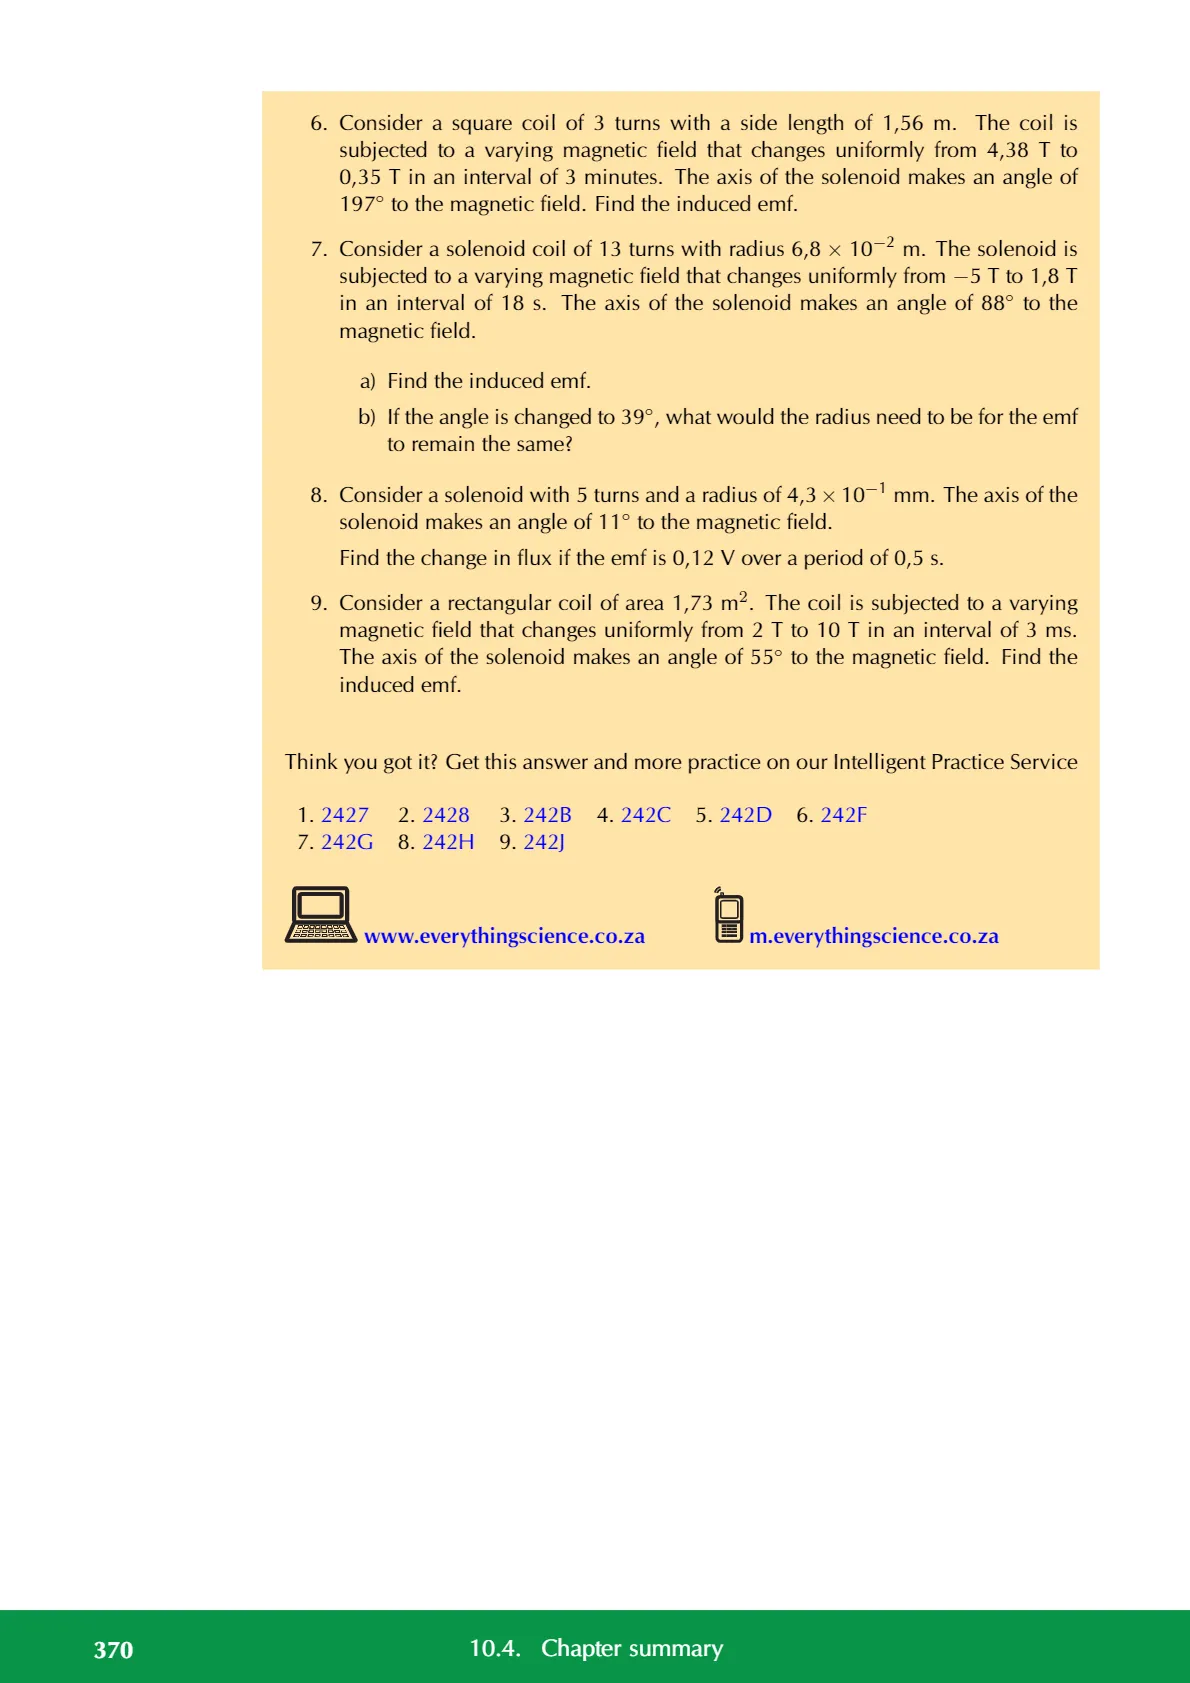 6. Consider a square coil of 3 turns with a side length of 1,56 m. The coil is
subjected to a varying magnetic field that changes uniformly from 4,38 T to
0,35 T in an interval of 3 minutes. The axis of the solenoid makes an angle of
197° to the magnetic field. Find the induced emf.
7. Consider a solenoid coil of 13 turns with radius 6,8 × 10⁻² m. The solenoid is
subjected to a varying magnetic field that changes uniformly from −5 T to 1,8 T
in an interval of 18 s. The axis of the solenoid makes an angle of 88° to the
magnetic field.
a) Find the induced emf.
b) If the angle is changed to 39°, what would the radius need to be for the emf
to remain the same?
8. Consider a solenoid with 5 turns and a radius of 4,3 × 10⁻¹ mm. The axis of the
solenoid makes an angle of 11° to the magnetic field.
Find the change in flux if the emf is 0,12 V over a period of 0,5 s.
9. Consider a rectangular coil of area 1,73 m². The coil is subjected to a varying
magnetic field that changes uniformly from 2 T to 10 T in an interval of 3 ms.
The axis of the solenoid makes an angle of 55° to the magnetic field. Find the
induced emf.
Think you got it? Get this answer and more practice on our Intelligent Practice Service
1. 2427 2. 2428 3. 242B 4. 242C 5. 242D 6. 242F
7. 242G 8. 242H 9. 242J
www.everythingscience.co.za m.everythingscience.co.za
370 10.4. Chapter summary